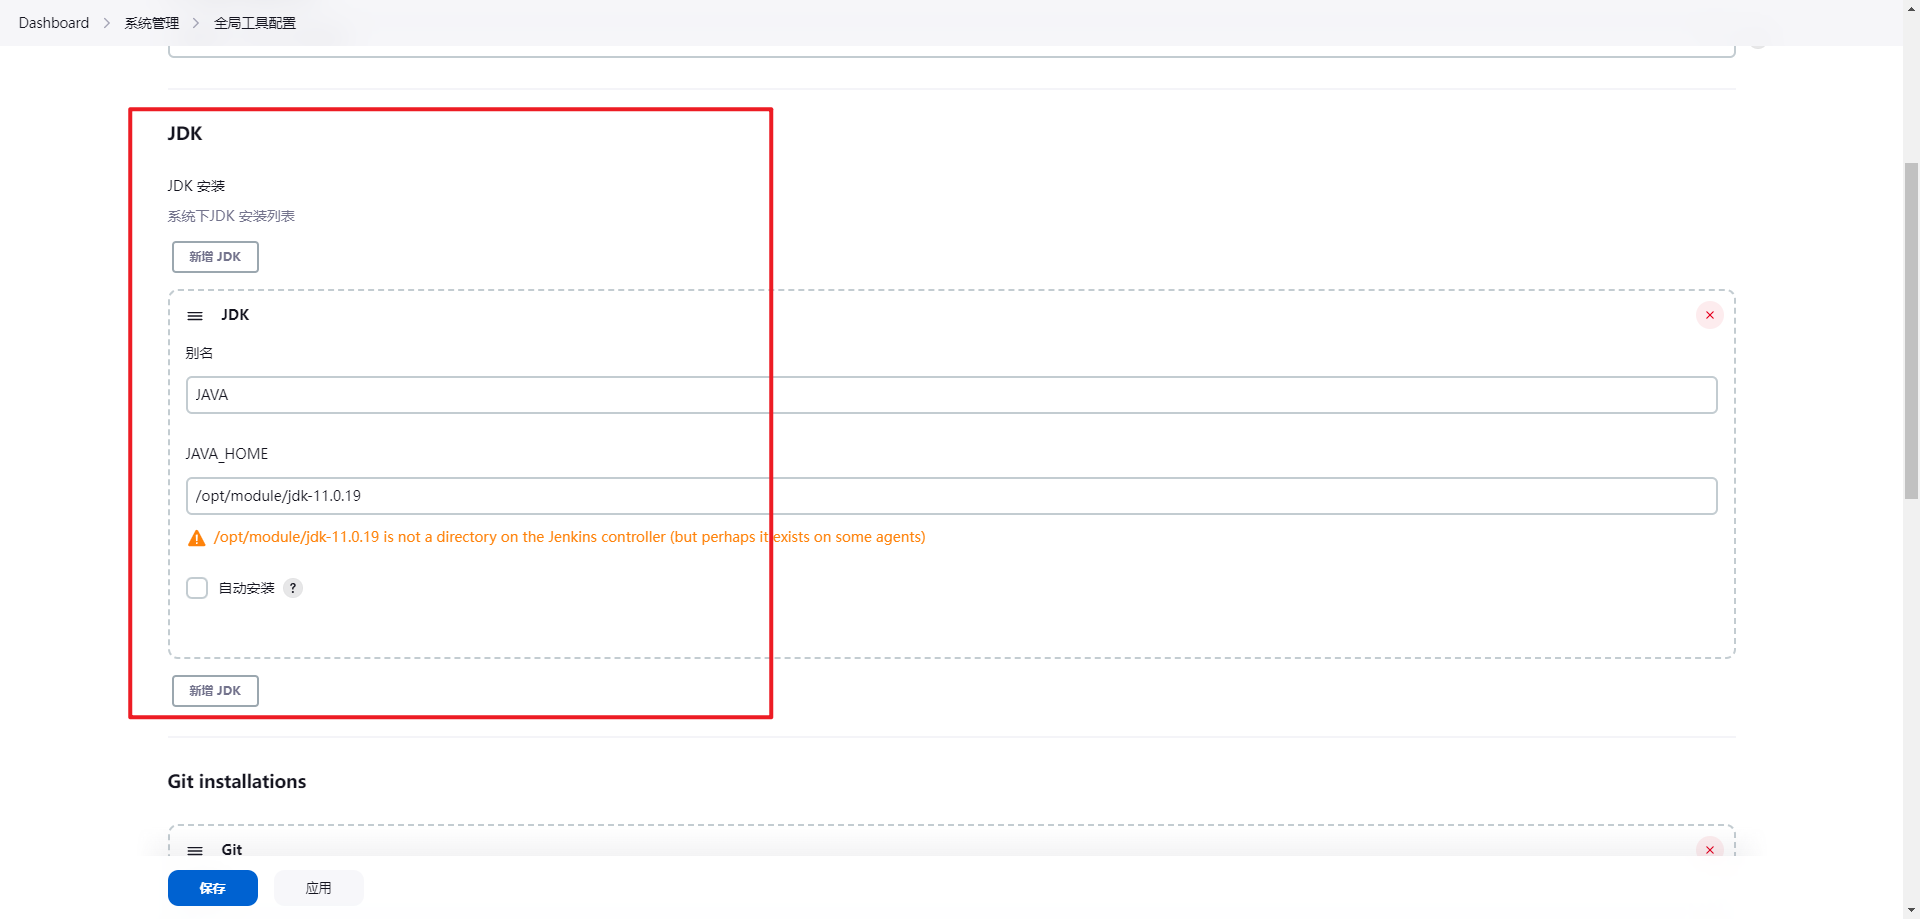 Dashboard
系统管理
全局工具配置
JDK
JDK 安装
系统下JDK 安装列表
新增 JDK
JDK
别名
JAVA
JAVA_HOME
/opt/module/jdk-11.0.19
/opt/module/jdk-11.0.19 is not a directory on the Jenkins controller (but perhaps it exists on some agents)
自动安装 ?
新增 JDK
Git installations
Git
保存
应用